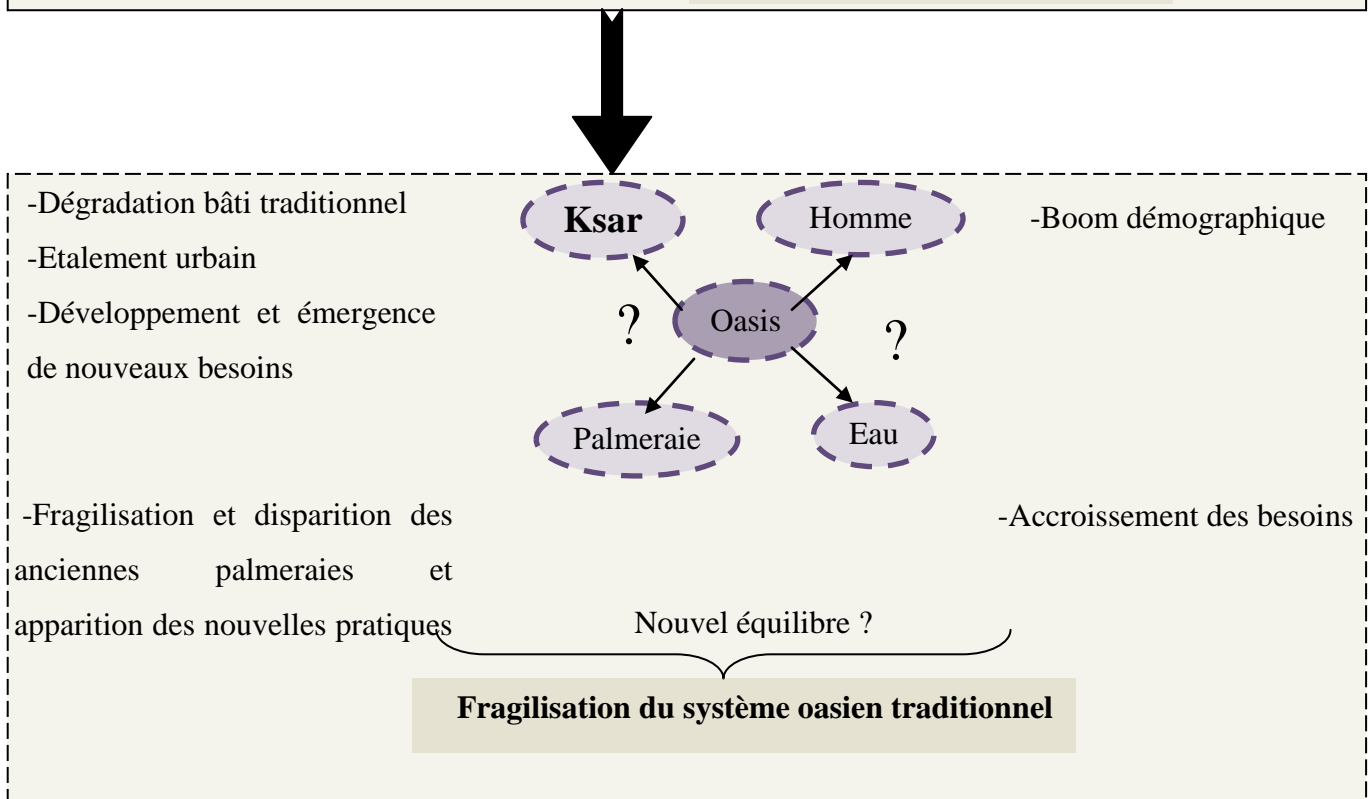 -Dégradation bâti traditionnel
-Etalement urbain
-Développement et émergence
de nouveaux besoins
Ksar
Homme
-Boom démographique
Oasis
?
?
Palmeraie
Eau
-Fragilisation et disparition des
anciennes palmeraies et
apparition des nouvelles pratiques
-Accroissement des besoins
Nouvel équilibre ?
Fragilisation du système oasien traditionnel